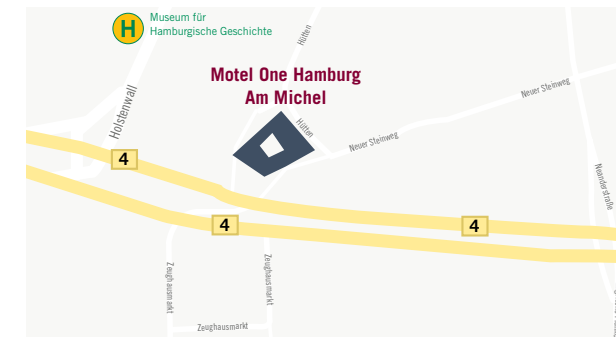 H
Museum für
Hamburgische Geschichte
Hütten
Motel One Hamburg
Am Michel
Holstenwall
Hütten
Neuer Steinweg
Neuer Steinweg
4
Neanderstraße
4
4
Zeughausmarkt
Zeughausmarkt
Zeughausmarkt